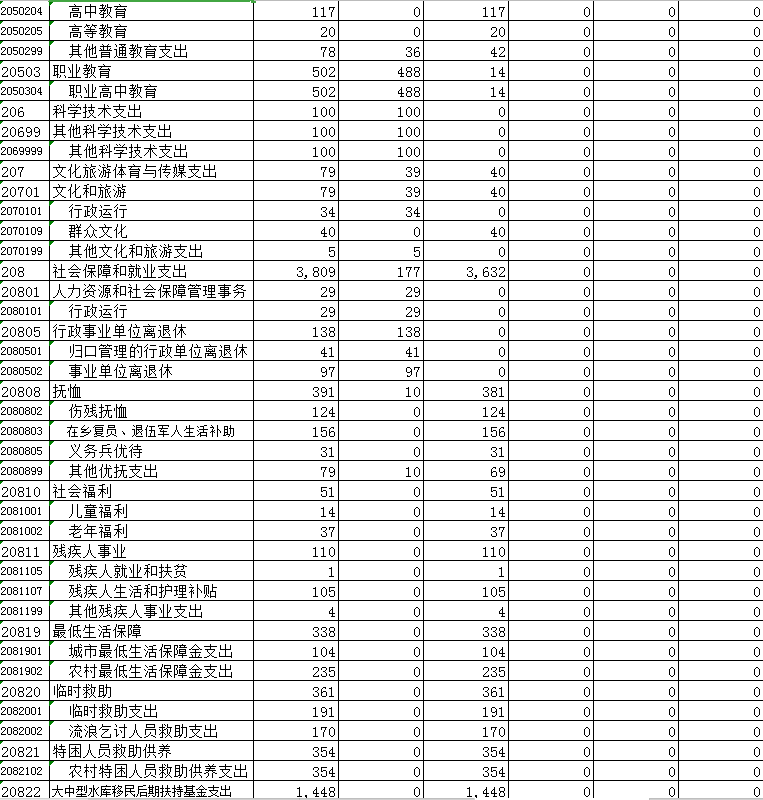 2050204 高中教育 117 0 117 0 0 0
2050205 高等教育 20 0 20 0 0 0
2050299 其他普通教育支出 78 36 42 0 0 0
20503 职业教育 502 488 14 0 0 0
2050304 职业高中教育 502 488 14 0 0 0
206 科学技术支出 100 100 0 0 0 0
20699 其他科学技术支出 100 100 0 0 0 0
2069999 其他科学技术支出 100 100 0 0 0 0
207 文化旅游体育与传媒支出 79 39 40 0 0 0
20701 文化和旅游 79 39 40 0 0 0
2070101 行政运行 34 34 0 0 0 0
2070109 群众文化 40 0 40 0 0 0
2070199 其他文化和旅游支出 5 5 0 0 0 0
208 社会保障和就业支出 3,809 177 3,632 0 0 0
20801 人力资源和社会保障管理事务 29 29 0 0 0 0
2080101 行政运行 29 29 0 0 0 0
20805 行政事业单位离退休 138 138 0 0 0 0
2080501 归口管理的行政单位离退休 41 41 0 0 0 0
2080502 事业单位离退休 97 97 0 0 0 0
20808 抚恤 391 10 381 0 0 0
2080802 伤残抚恤 124 0 124 0 0 0
2080803 在乡复员、退伍军人生活补助 156 0 156 0 0 0
2080805 义务兵优待 31 0 31 0 0 0
2080899 其他优抚支出 79 10 69 0 0 0
20810 社会福利 51 0 51 0 0 0
2081001 儿童福利 14 0 14 0 0 0
2081002 老年福利 37 0 37 0 0 0
20811 残疾人事业 110 0 110 0 0 0
2081105 残疾人就业和扶贫 1 0 1 0 0 0
2081107 残疾人生活和护理补贴 105 0 105 0 0 0
2081199 其他残疾人事业支出 4 0 4 0 0 0
20819 最低生活保障 338 0 338 0 0 0
2081901 城市最低生活保障金支出 104 0 104 0 0 0
2081902 农村最低生活保障金支出 235 0 235 0 0 0
20820 临时救助 361 0 361 0 0 0
2082001 临时救助支出 191 0 191 0 0 0
2082002 流浪乞讨人员救助支出 170 0 170 0 0 0
20821 特困人员救助供养 354 0 354 0 0 0
2082102 农村特困人员救助供养支出 354 0 354 0 0 0
20822 大中型水库移民后期扶持基金支出 1,448 0 1,448 0 0 0